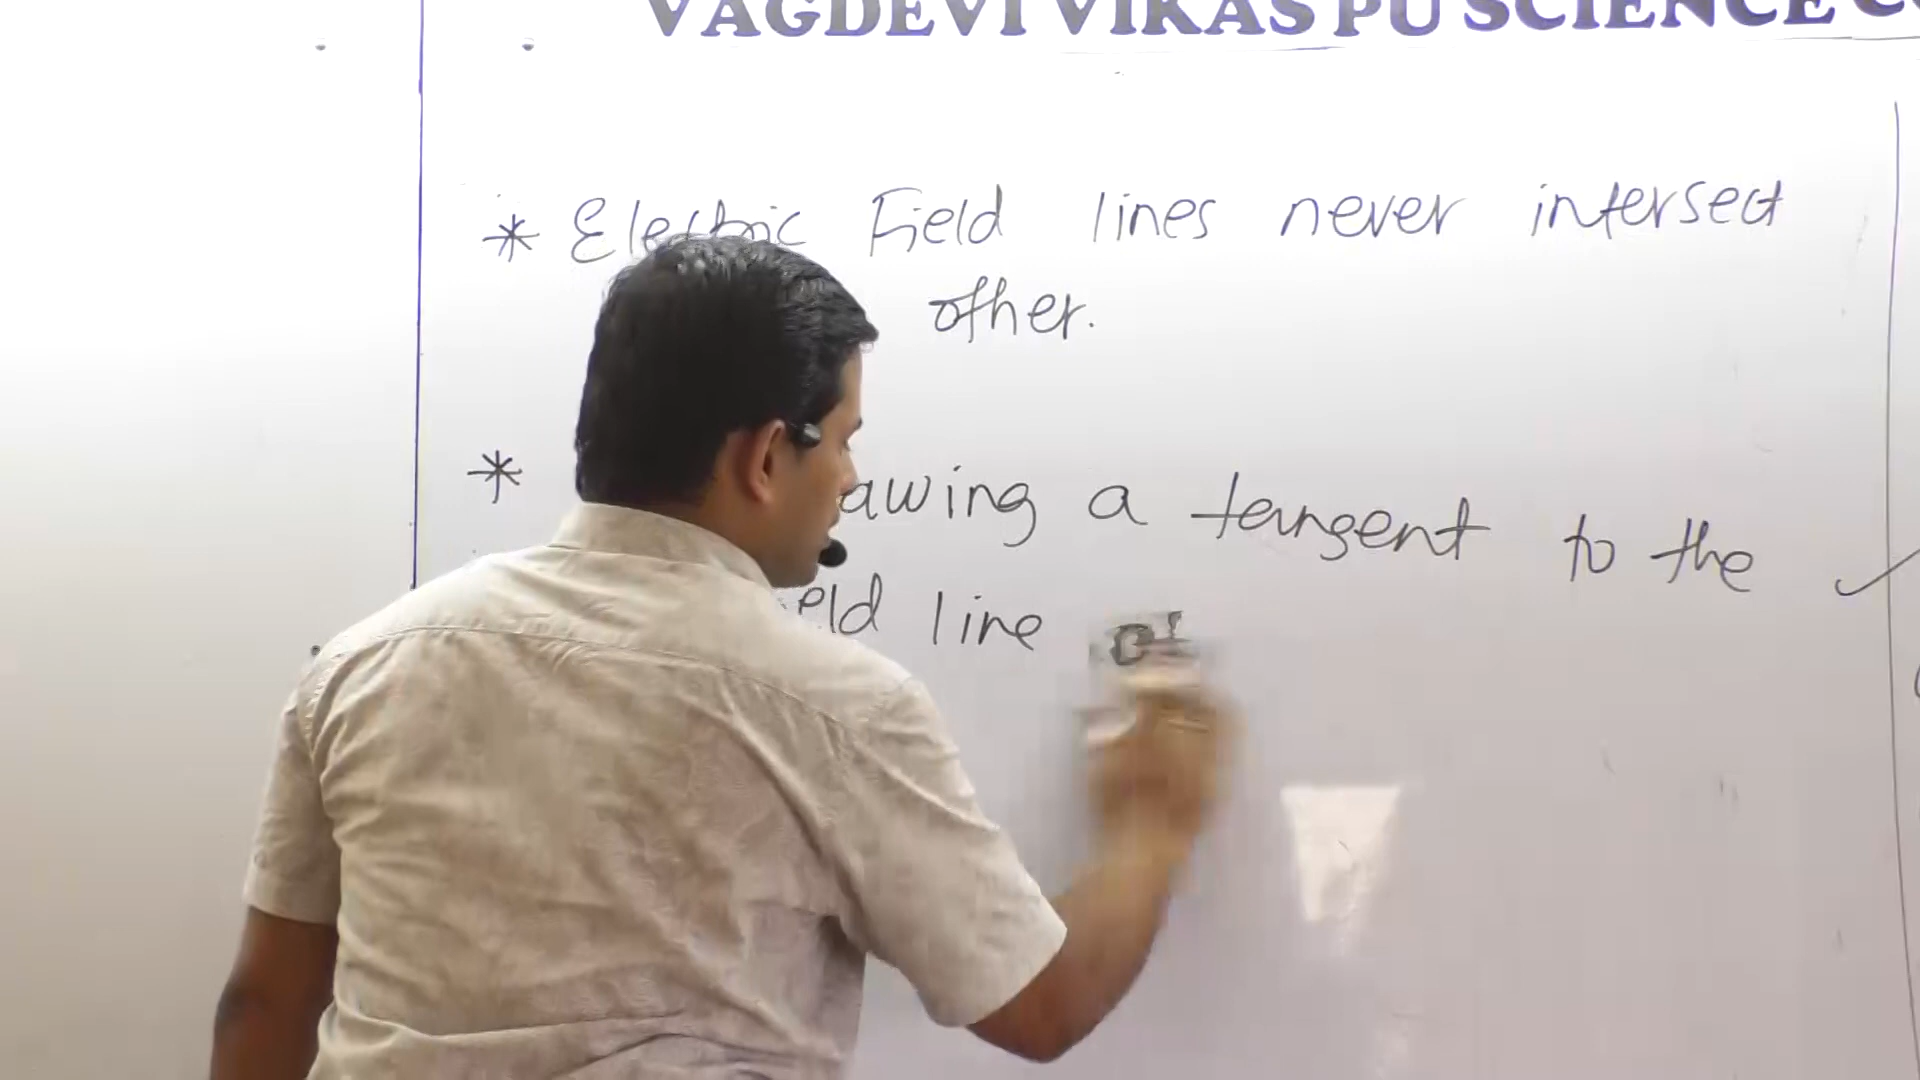 VAGDEVI VIKAS PU SCIENCE
* Electric Field lines never intersect
other.
* awing a tangent to the
eld line